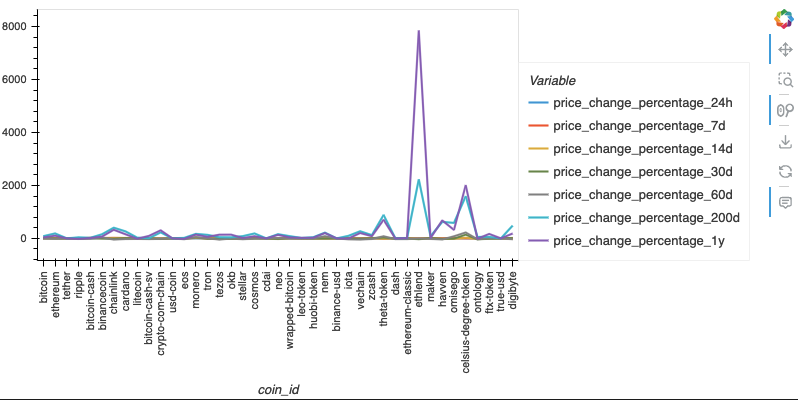 8000
6000
4000
2000
0
Variable
price_change_percentage_24h
price_change_percentage_7d
price_change_percentage_14d
price_change_percentage_30d
price_change_percentage_60d
price_change_percentage_200d
price_change_percentage_1y
bitcoin
ethereum
tether
ripple
bitcoin-cash
binancecoin
chainlink
cardano
litecoin
bitcoin-cash-sv
crypto-com-chain
usd-coin
eos
monero
tron
tezos
okb
stellar
cosmos
cdai
neo
wrapped-bitcoin
leo-token
huobi-token
nem
binance-usd
iota
vechain
zcash
theta-token
dash
ethereum-classic
ethlend
maker
havven
omisego
celsius-degree-token
ontology
ftx-token
true-usd
digibyte
coin_id